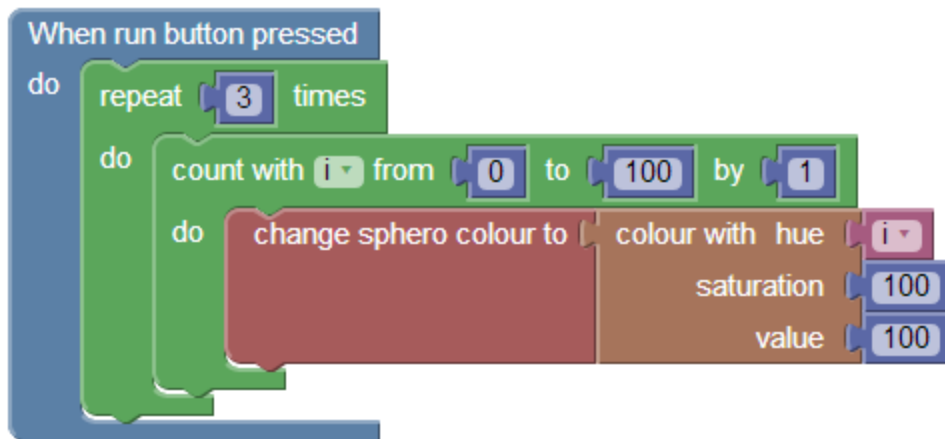 When run button pressed
do repeat 3 times
do count with i from 0 to 100 by 1
do change sphero colour to colour with hue i
saturation 100
value 100